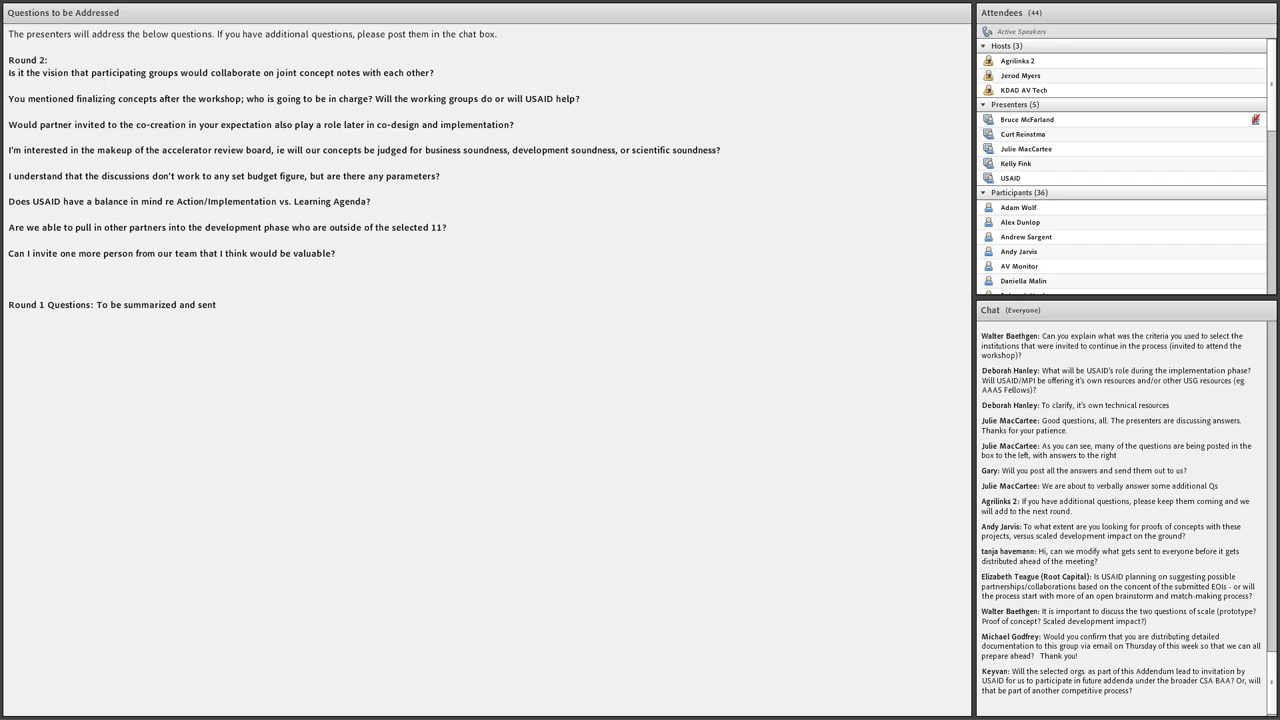 Questions to be Addressed
The presenters will address the below questions. If you have additional questions, please post them in the chat box.
Round 2:
Is it the vision that participating groups would collaborate on joint concept notes with each other?
You mentioned finalizing concepts after the workshop; who is going to be in charge? Will the working groups do or will USAID help?
Would partner invited to the co-creation in your expectation also play a role later in co-design and implementation?
I'm interested in the makeup of the accelerator review board, ie will our concepts be judged for business soundness, development soundness, or scientific soundness?
I understand that the discussions don't work to any set budget figure, but are there any parameters?
Does USAID have a balance in mind re Action/Implementation vs. Learning Agenda?
Are we able to pull in other partners into the development phase who are outside of the selected 11?
Can I invite one more person from our team that I think would be valuable?
Round 1 Questions: To be summarized and sent
Attendees (44)
Active Speakers
Hosts (3)
Agrilinks 2
Jerod Myers
KDAD AV Tech
Presenters (5)
Bruce McFarland
Curt Reinstma
Julie MacCartee
Kelly Fink
USAID
Participants (36)
Adam Wolf
Alex Dunlop
Andrew Sargent
Andy Jarvis
AV Monitor
Daniella Malin
Chat (Everyone)
Walter Baethgen: Can you explain what was the criteria you used to select the
institutions that were invited to continue in the process (invited to attend the
workshop)?
Deborah Hanley: What will be USAID's role during the implementation phase?
Will USAID/MPI be offering it's own resources and/or other USG resources (eg
AAAS Fellows)?
Deborah Hanley: To clarify, it's own technical resources
Julie MacCartee: Good questions, all. The presenters are discussing answers.
Thanks for your patience.
Julie MacCartee: As you can see, many of the questions are being posted in the
box to the left, with answers to the right
Gary: Will you post all the answers and send them out to us?
Julie MacCartee: We are about to verbally answer some additional Qs
Agrilinks 2: If you have additional questions, please keep them coming and we
will add to the next round.
Andy Jarvis: To what extent are you looking for proofs of concepts with these
projects, versus scaled development impact on the ground?
tanja havemann: Hi, can we modify what gets sent to everyone before it gets
distributed ahead of the meeting?
Elizabeth Teague (Root Capital): Is USAID planning on suggesting possible
partnerships/collaborations based on the concent of the submitted EOIs - or will
the process start with more of an open brainstorm and match-making process?
Walter Baethgen: It is important to discuss the two questions of scale (prototype?
Proof of concept? Scaled development impact?)
Michael Godfrey: Would you confirm that you are distributing detailed
documentation to this group via email on Thursday of this week so that we can all
prepare ahead? Thank you!
Keyvan: Will the selected orgs. as part of this Addendum lead to invitation by
USAID for us to participate in future addenda under the broader CSA BAA? Or, will
that be part of another competitive process?